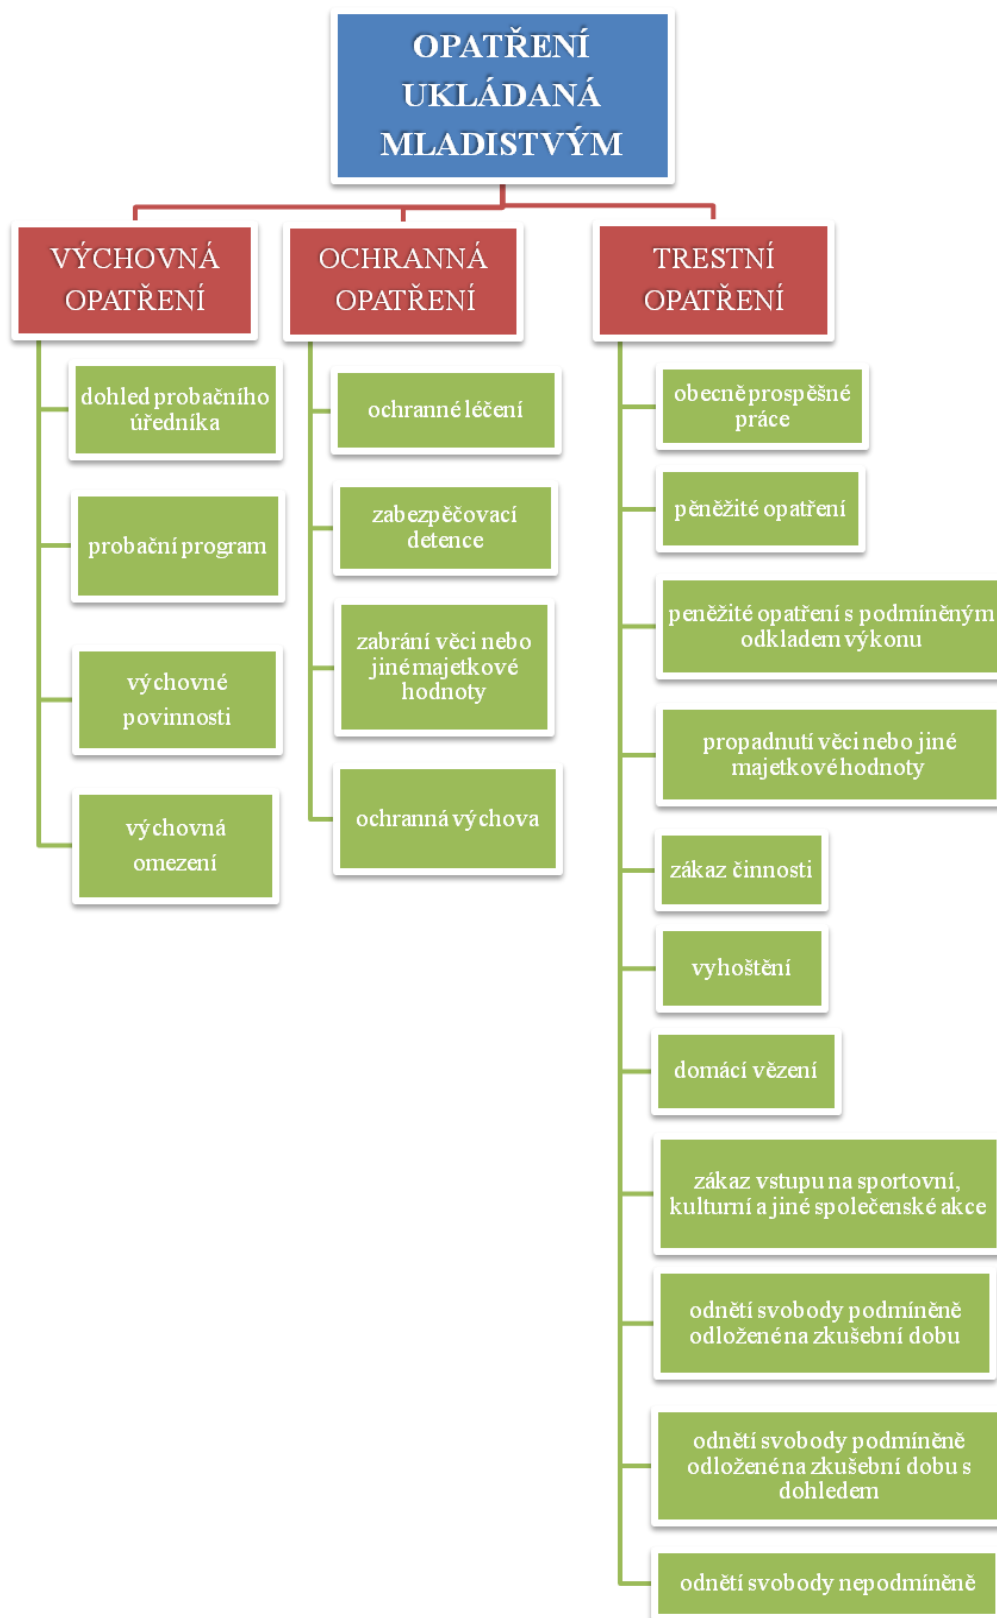 OPATŘENÍ
UKLÁDANÁ
MLADISTVÝM
VÝCHOVNÁ
OPATŘENÍ
dohled probačního
úředníka
probační program
výchovné
povinnosti
výchovná
omezení
OCHRANNÁ
OPATŘENÍ
ochranné léčení
zabezpěčovací
detence
zabrání věci nebo
jiné majetkové
hodnoty
ochranná výchova
TRESTNÍ
OPATŘENÍ
obecně prospěšné
práce
pěněžité opatření
peněžité opatření s podmíněným
odkladem výkonu
propadnutí věci nebo jiné
majetkové hodnoty
zákaz činnosti
vyhoštění
domácí vězení
zákaz vstupu na sportovní,
kulturní a jiné společenské akce
odnětí svobody podmíněně
odložené na zkušební dobu
odnětí svobody podmíněně
odložené na zkušební dobu s
dohledem
odnětí svobody nepodmíněně